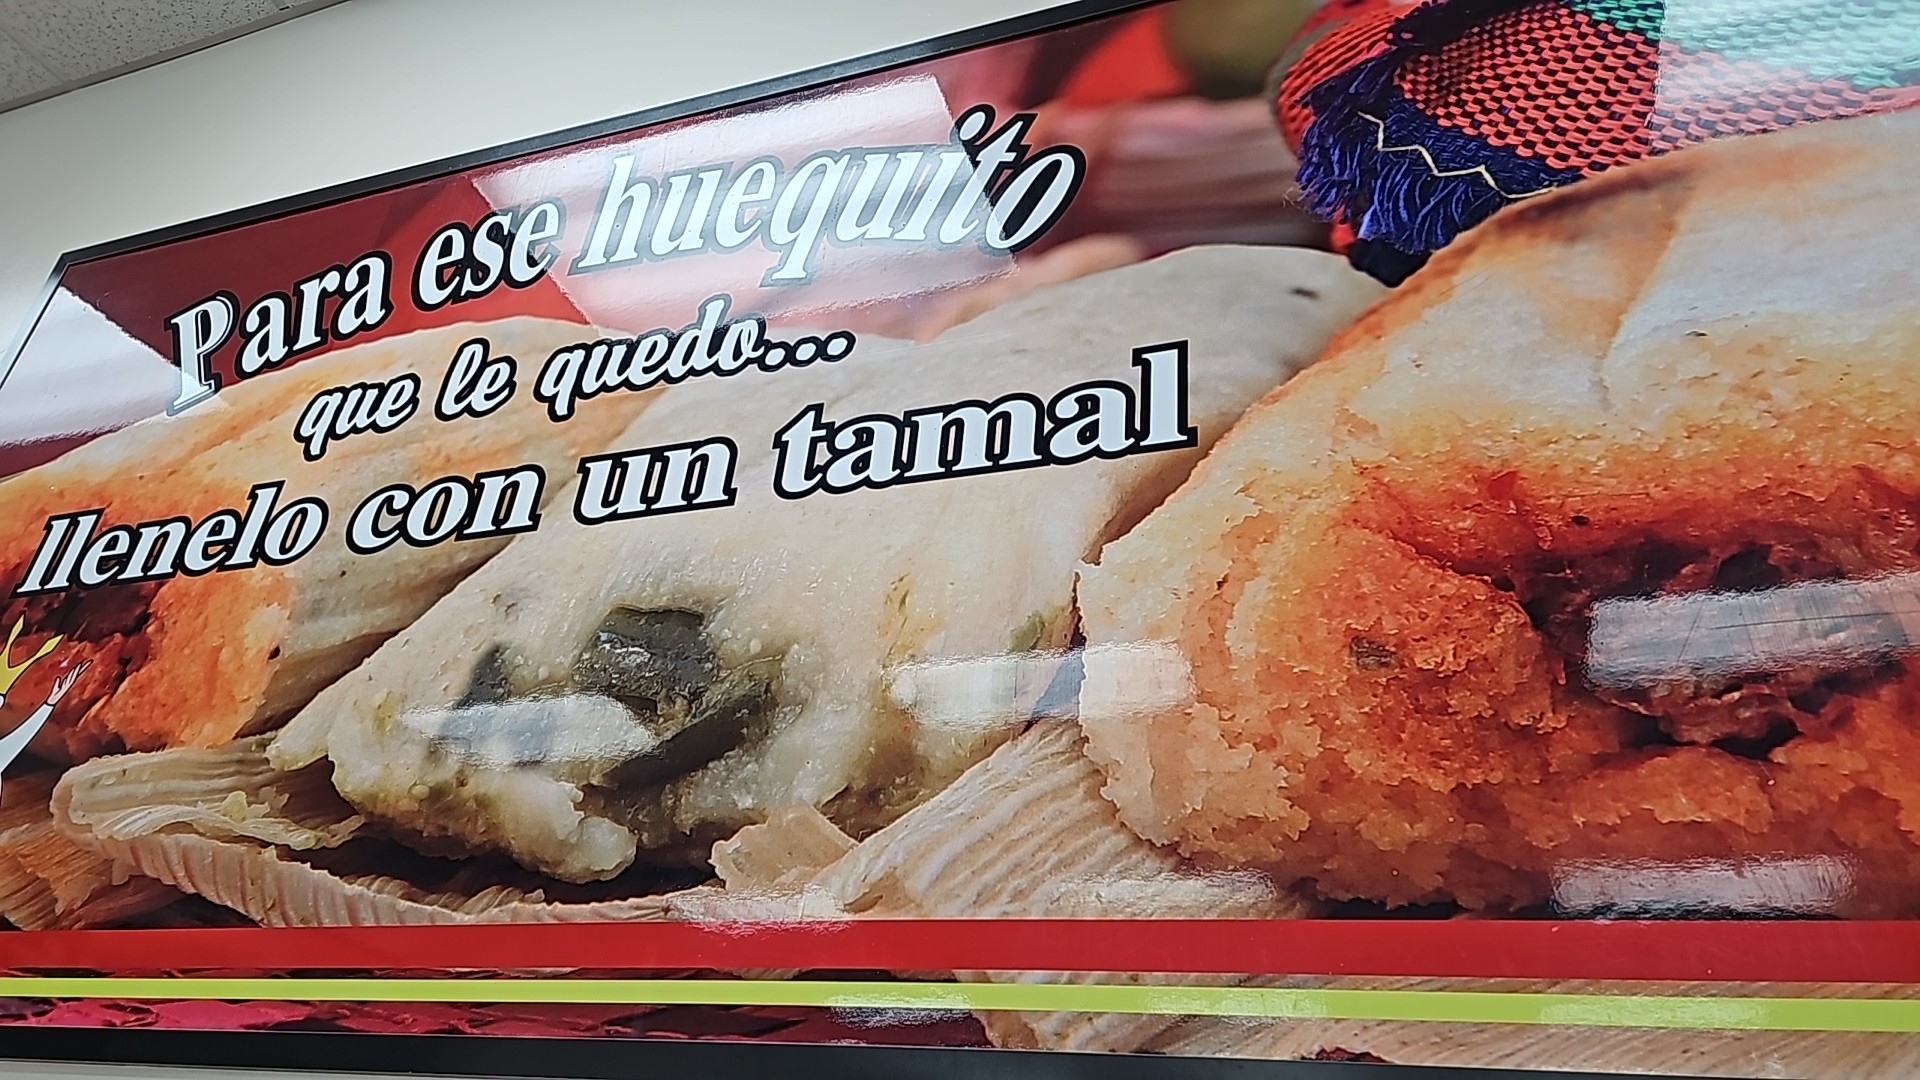 Para ese huequito
que le quedo...
llenelo con un tamal